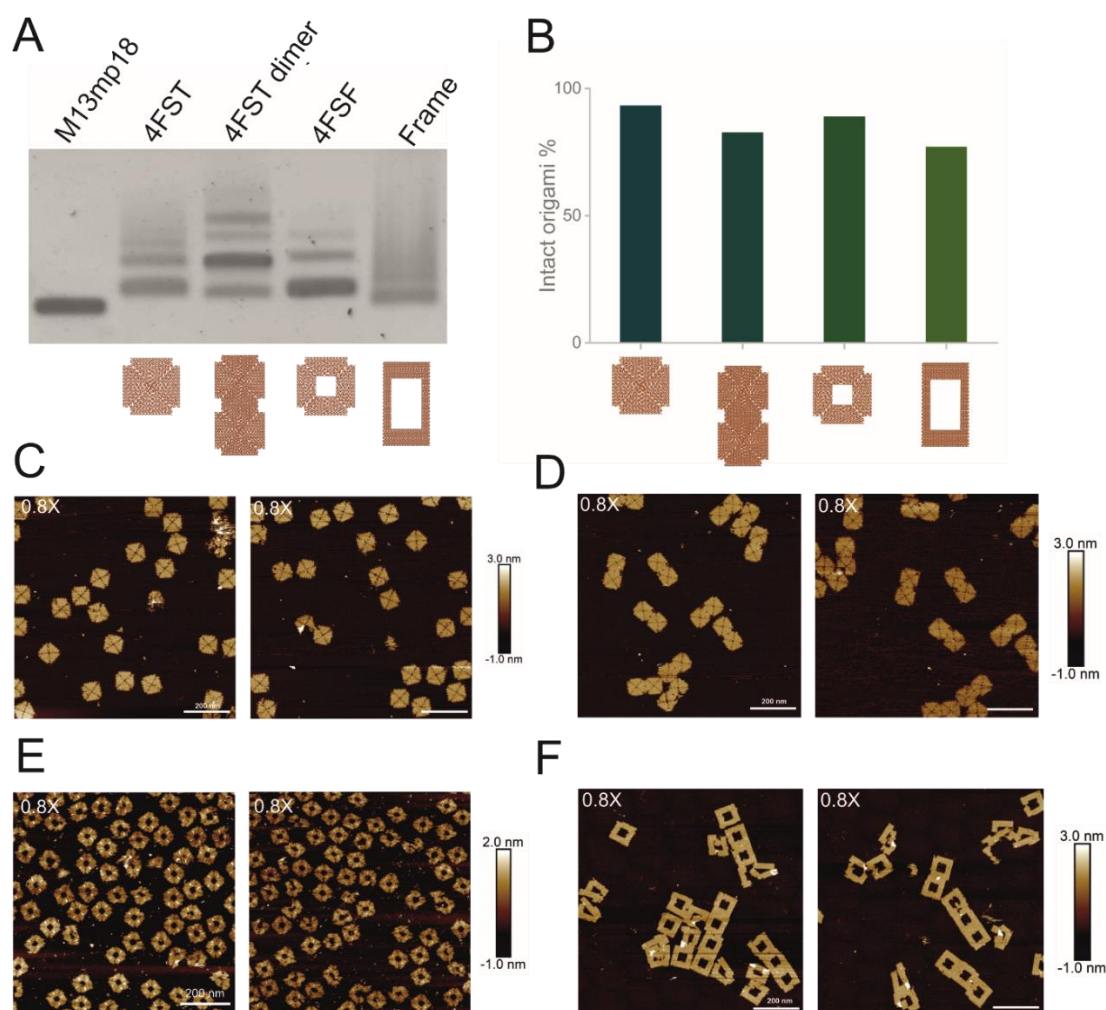 A
M13mp18
4FST
4FST dimer
4FSF
Frame
B
Intact origami %
100
50
0
C
0.8X
200 nm
0.8X
3.0 nm
-1.0 nm
D
0.8X
200 nm
0.8X
3.0 nm
-1.0 nm
E
0.8X
200 nm
0.8X
2.0 nm
-1.0 nm
F
0.8X
200 nm
0.8X
3.0 nm
-1.0 nm